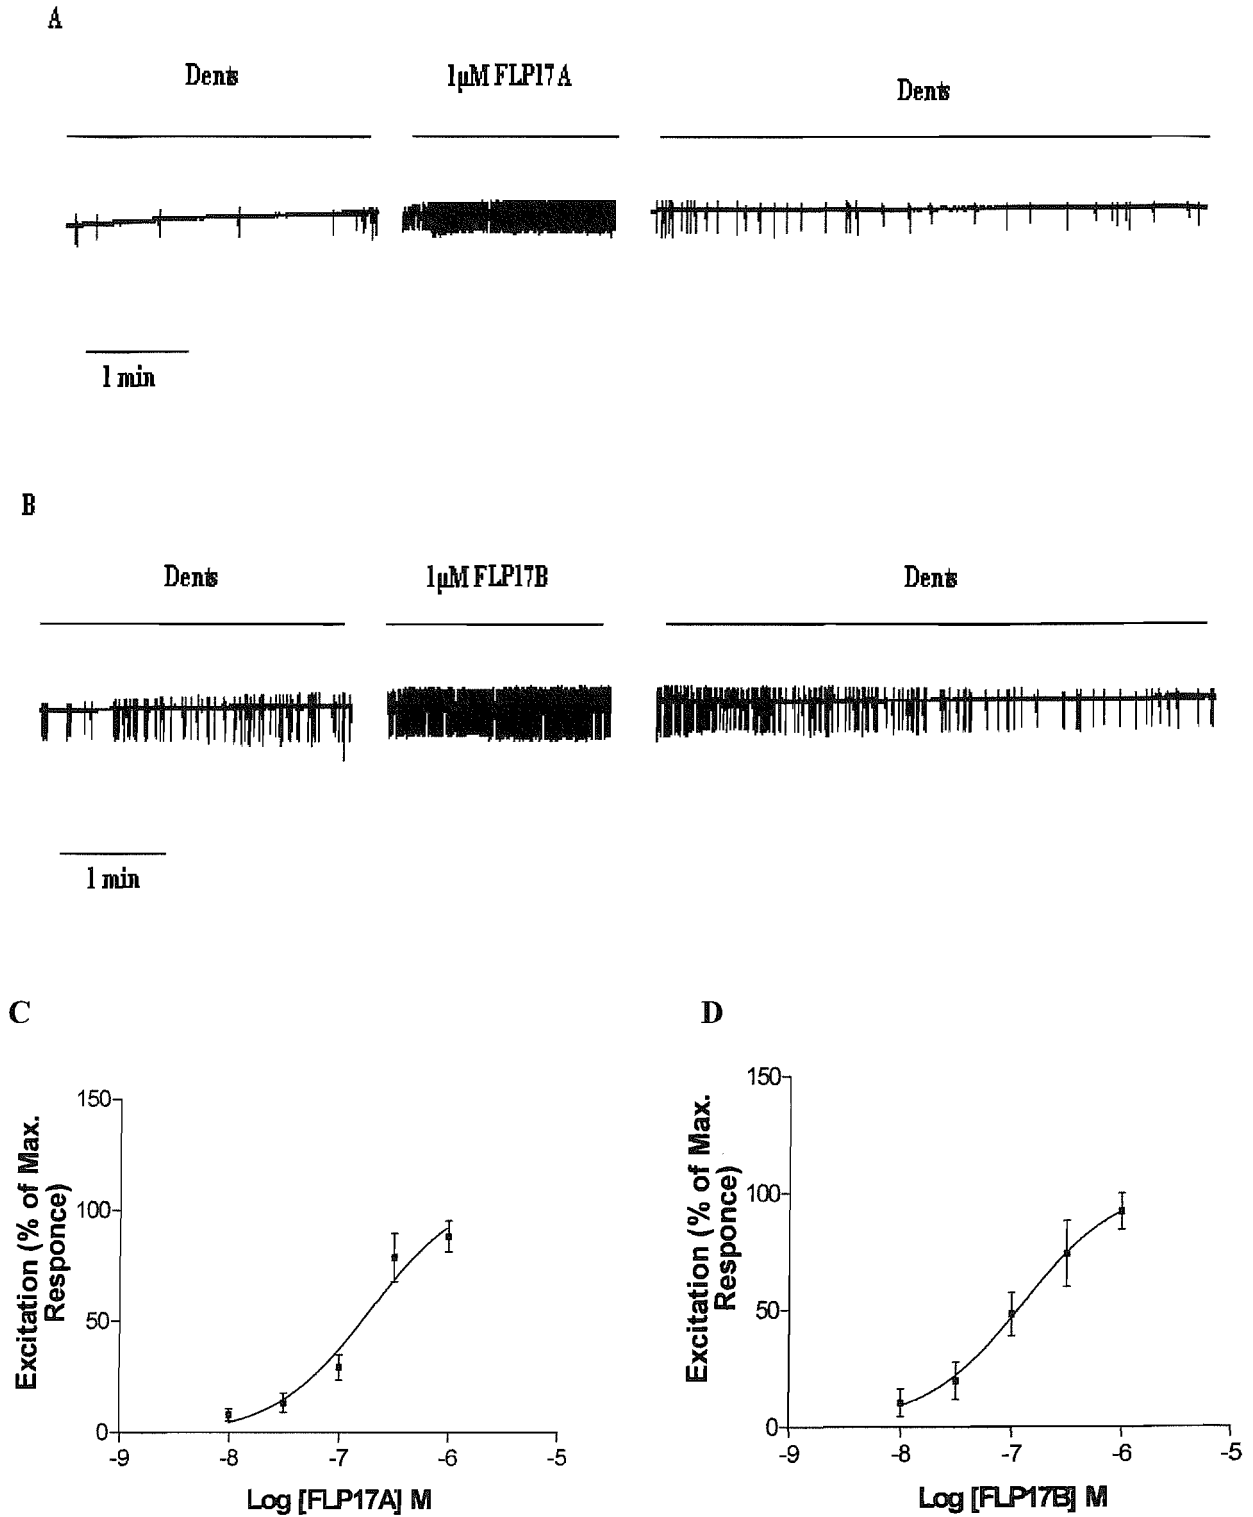 A
Dents
1µM FLP17A
Dents
1 min
B
Dents
1µM FLP17B
Dents
1 min
C
D
150
100
50
0
-9
-8
-7
-6
-5
Excitation (% of Max.
Responce)
Log [FLP17A] M
150
100
50
0
-9
-8
-7
-6
-5
Excitation (% of Max.
Responce)
Log [FLP17B] M